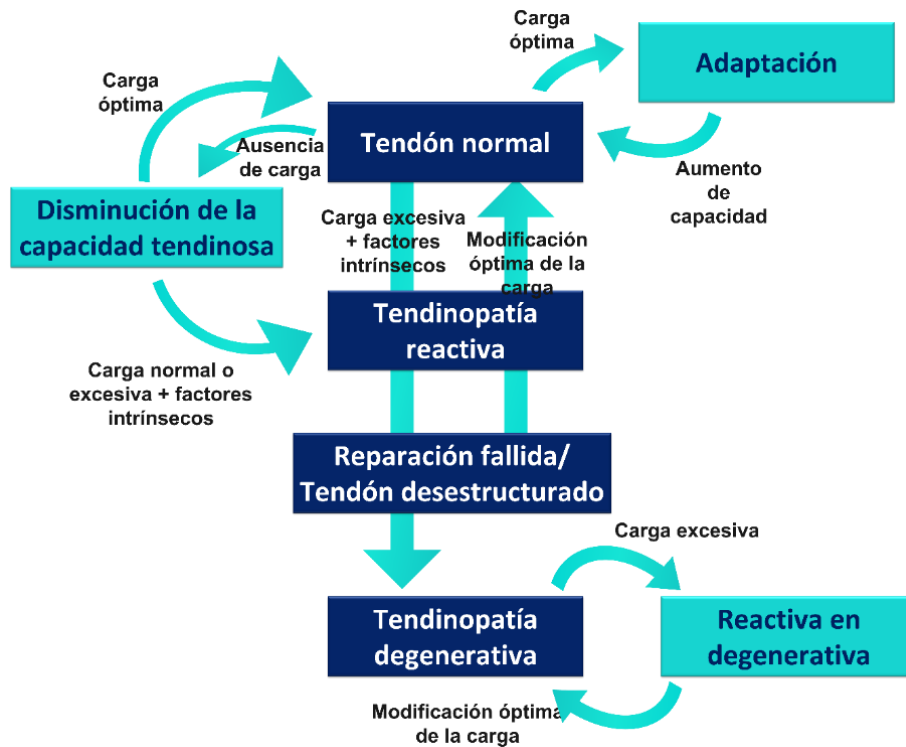 Carga
óptima
Adaptación
Carga
óptima
Tendón normal
Ausencia
de carga
Aumento
de
capacidad
Disminución de la
capacidad tendinosa
Carga excesiva
+ factores
intrínsecos
Modificación
óptima de la
carga
Tendinopatía
reactiva
Carga normal o
excesiva + factores
intrínsecos
Reparación fallida/
Tendón desestructurado
Carga excesiva
Tendinopatía
degenerativa
Reactiva en
degenerativa
Modificación óptima
de la carga